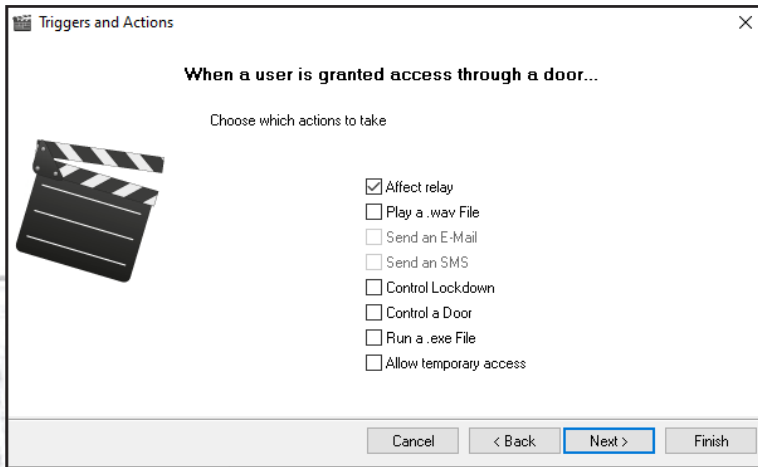 Triggers and Actions
When a user is granted access through a door...
Choose which actions to take
Affect relay
Play a .wav File
Send an E-Mail
Send an SMS
Control Lockdown
Control a Door
Run a .exe File
Allow temporary access
Cancel
< Back
Next >
Finish